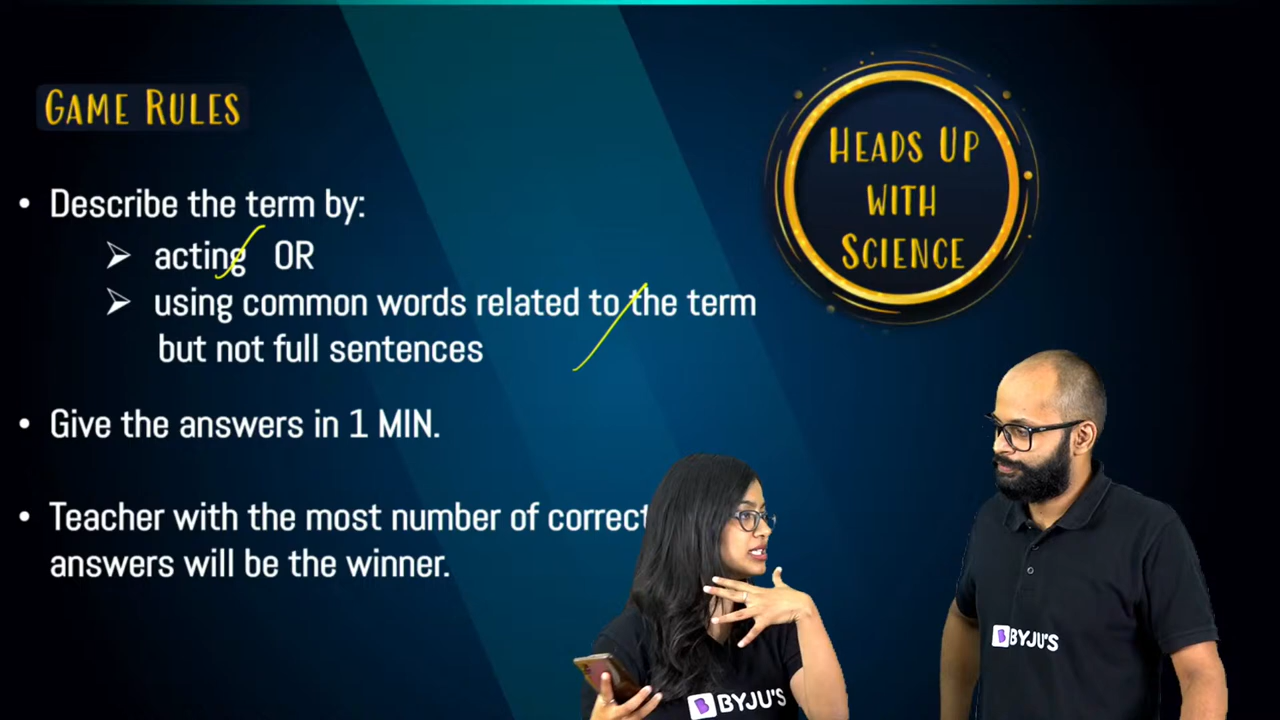 GAME RULES
• Describe the term by:
➢ acting OR
➢ using common words related to the term
but not full sentences
• Give the answers in 1 MIN.
• Teacher with the most number of correct
answers will be the winner.
HEADS UP
WITH
SCIENCE
BYJU'S
BYJU'S